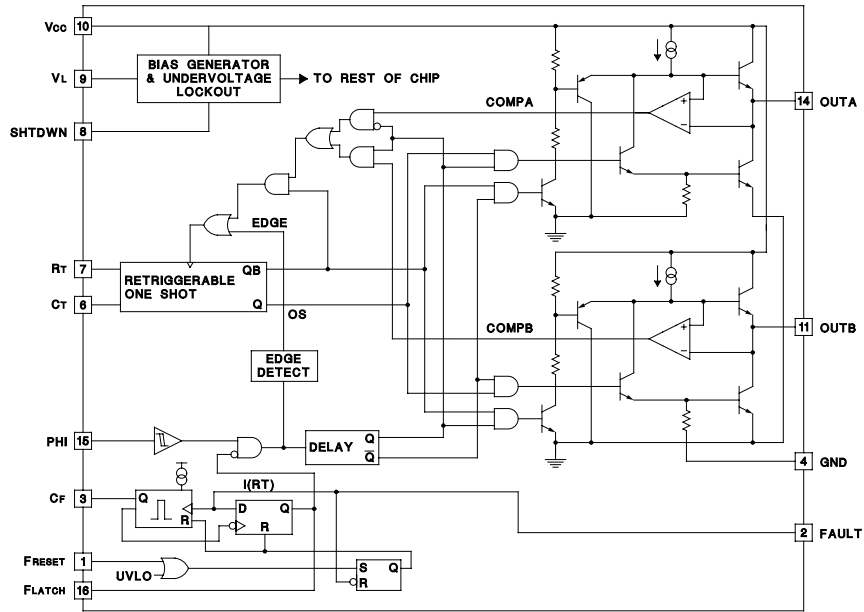 Vcc 10
BIAS GENERATOR
& UNDERVOLTAGE
LOCKOUT
VL 9
TO REST OF CHIP
SHTDWN 8
COMPA
+
−
14 OUTA
EDGE
RT 7
QB
RETRIGGERABLE
ONE SHOT
CT 6
Q
OS
COMPB
+
−
11 OUTB
EDGE
DETECT
PHI 15
DELAY
Q
Q̅
4 GND
I(RT)
CF 3
Q
R
D Q
R
2 FAULT
FRESET 1
UVLO
S Q
R
FLATCH 16